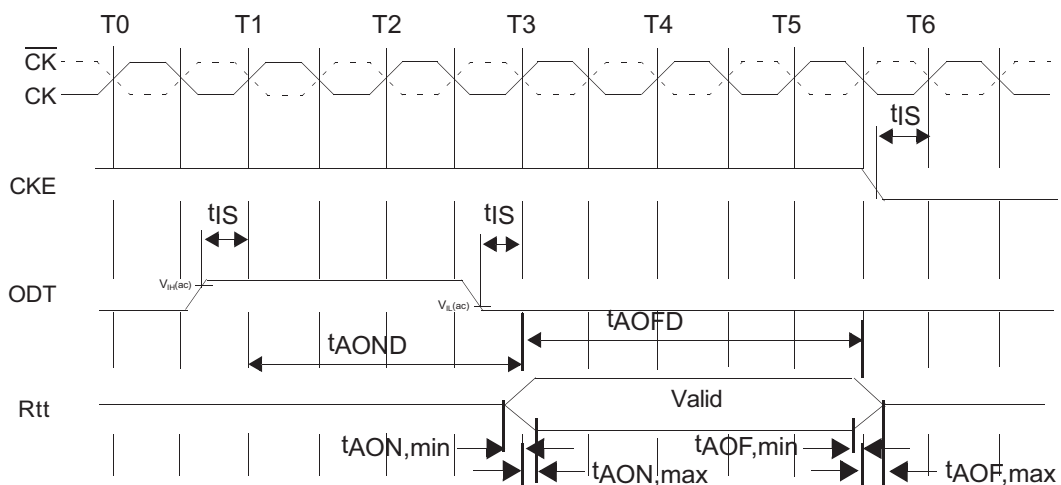 T0 T1 T2 T3 T4 T5 T6
CK
CK
tIS
CKE
tIS tIS
VIH(ac)
ODT
VIL(ac)
tAOFD
tAOND
Rtt
Valid
tAON,min tAOF,min
tAON,max tAOF,max